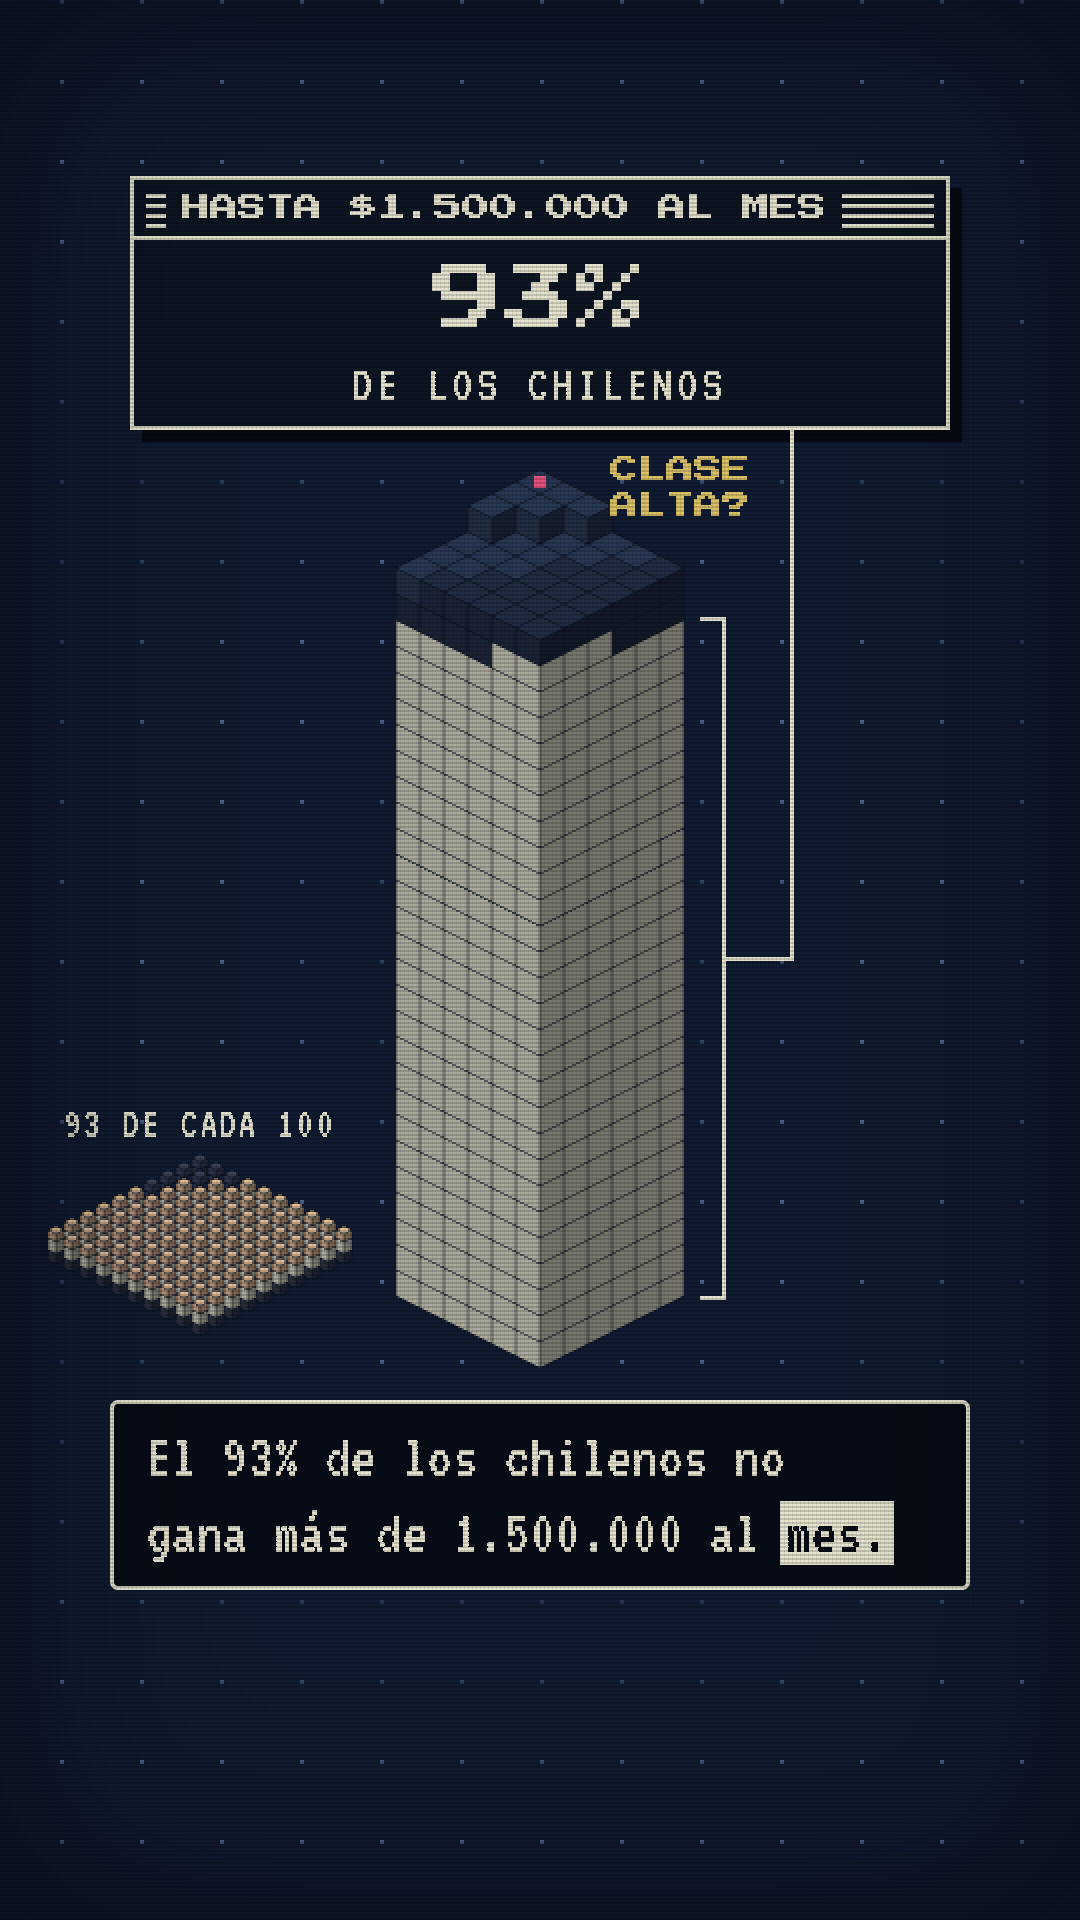 HASTA $1.500.000 AL MES
93%
DE LOS CHILENOS
CLASE
ALTA?
93 DE CADA 100
El 93% de los chilenos no
gana más de 1.500.000 al mes.